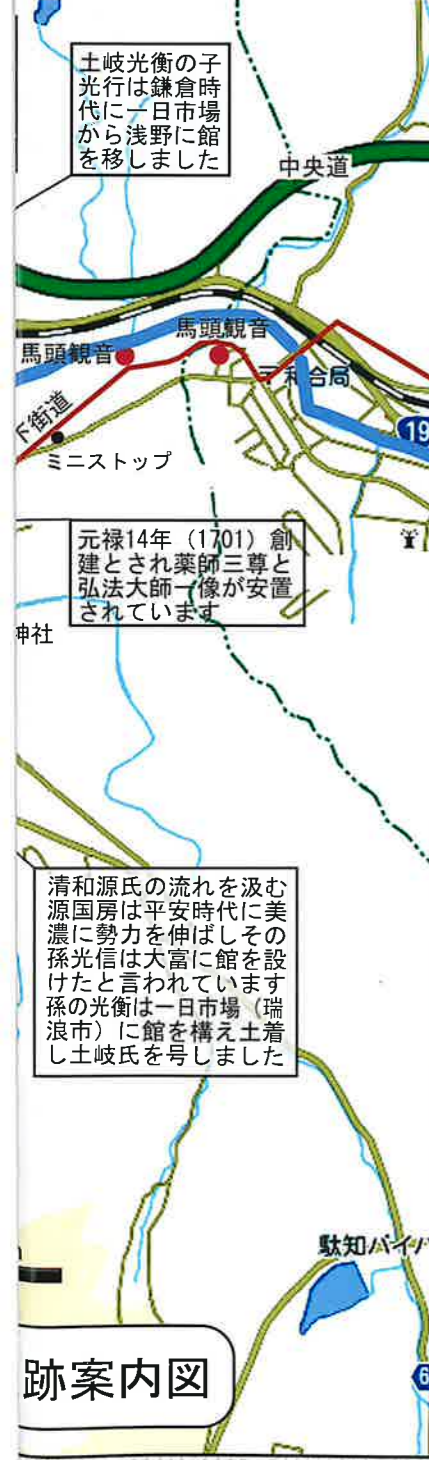 土岐光衡の子
光行は鎌倉時
代に一日市場
から浅野に館
を移しました
中央道
馬頭観音
馬頭観音
下街道
ミニストップ
19
元禄14年（1701）創
建とされ薬師三尊と
弘法大師一像が安置
されています
神社
清和源氏の流れを汲む
源国房は平安時代に美
濃に勢力を伸ばしその
孫光信は大富に館を設
けたと言われています
孫の光衡は一日市場（瑞
浪市）に館を構え土着
し土岐氏を号しました
駄知バイパ
6
跡案内図